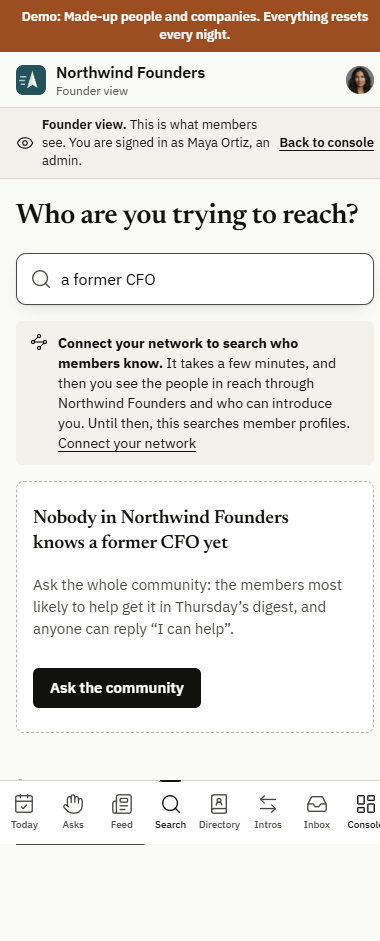 Demo: Made-up people and companies. Everything resets
every night.
Northwind Founders
Founder view
Founder view. This is what members
see. You are signed in as Maya Ortiz, an
admin.
Back to console
Who are you trying to reach?
a former CFO
Connect your network to search who
members know. It takes a few minutes, and
then you see the people in reach through
Northwind Founders and who can introduce
you. Until then, this searches member profiles.
Connect your network
Nobody in Northwind Founders
knows a former CFO yet
Ask the whole community: the members most
likely to help get it in Thursday’s digest, and
anyone can reply “I can help”.
Ask the community
Today Asks Feed Search Directory Intros Inbox Console